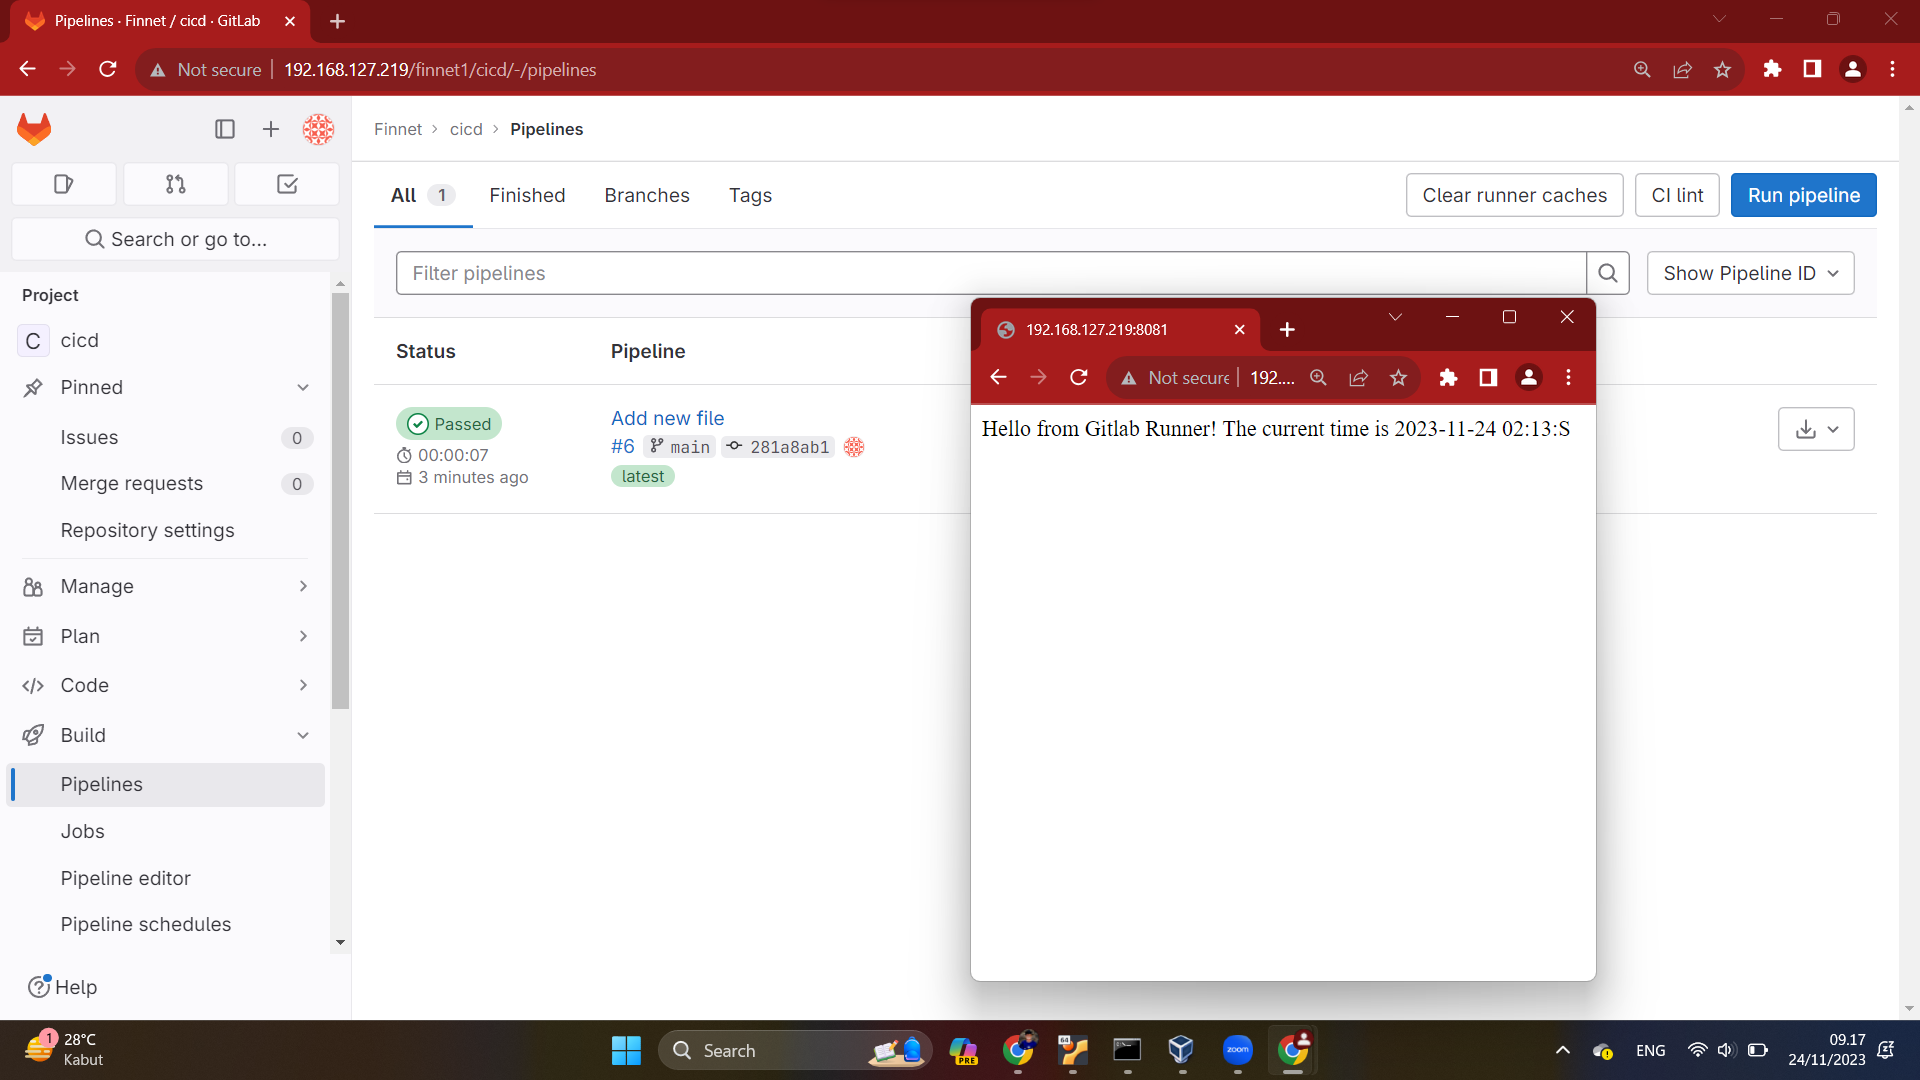 Pipelines · Finnet / cicd · GitLab
Not secure
192.168.127.219/finnet1/cicd/-/pipelines
Finnet > cicd > Pipelines
All 1
Finished
Branches
Tags
Clear runner caches
CI lint
Run pipeline
Search or go to...
Filter pipelines
Show Pipeline ID
Project
C cicd
Pinned
Issues 0
Merge requests 0
Repository settings
Manage
Plan
Code
Build
Pipelines
Jobs
Pipeline editor
Pipeline schedules
Help
Status
Pipeline
Passed
00:00:07
3 minutes ago
Add new file
#6 main 281a8ab1
latest
192.168.127.219:8081
Not secure
192....
Hello from Gitlab Runner! The current time is 2023-11-24 02:13:S
1
28°C
Kabut
Search
PRE
64
zoom
ENG
09.17
24/11/2023